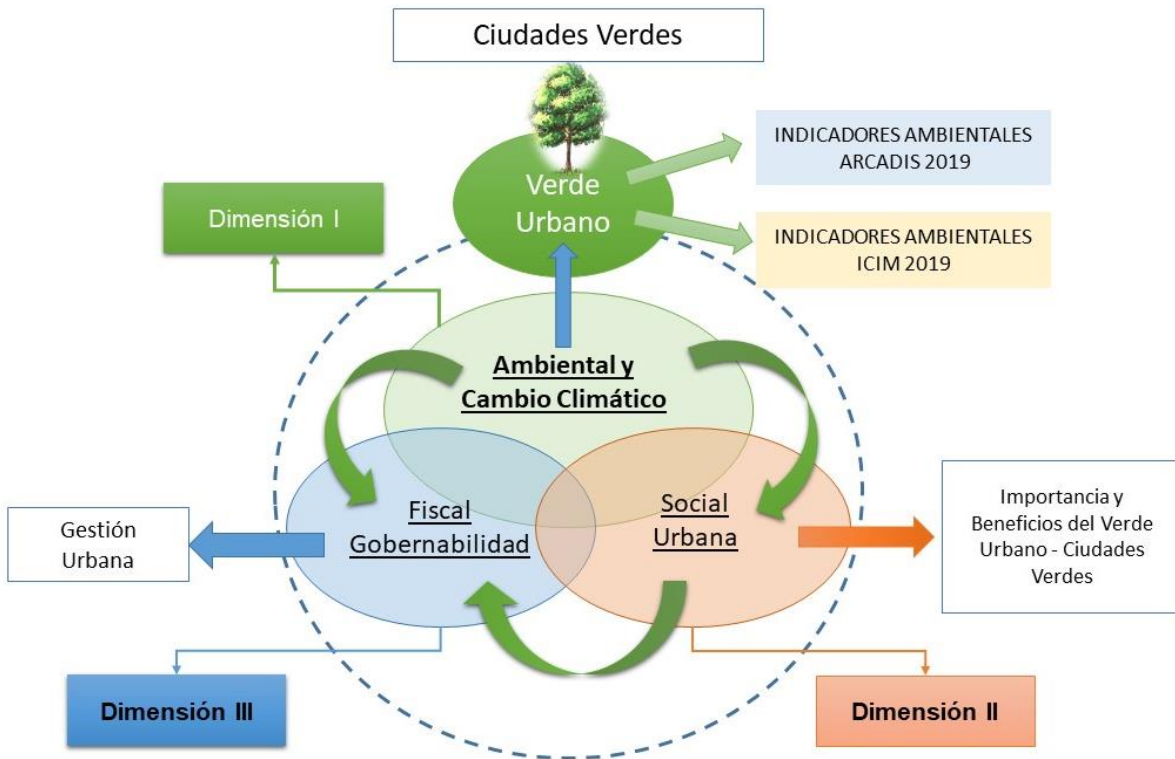 Ciudades Verdes
Verde
Urbano
INDICADORES AMBIENTALES
ARCADIS 2019
INDICADORES AMBIENTALES
ICIM 2019
Dimensión I
Ambiental y
Cambio Climático
Fiscal
Gobernabilidad
Social
Urbana
Gestión
Urbana
Importancia y
Beneficios del Verde
Urbano - Ciudades
Verdes
Dimensión III
Dimensión II